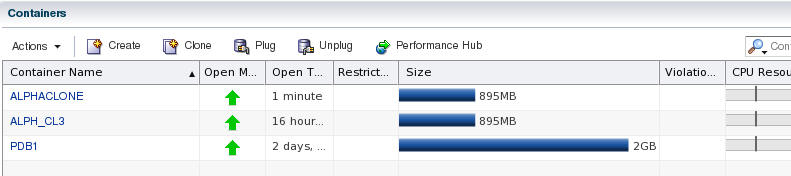 Containers
Actions Create Clone Plug Unplug Performance Hub Con
Container Name Open M... Open T... Restrict... Size Violatio... CPU Resou
ALPHACLONE 1 minute 895MB
ALPH_CL3 16 hour... 895MB
PDB1 2 days, ... 2GB